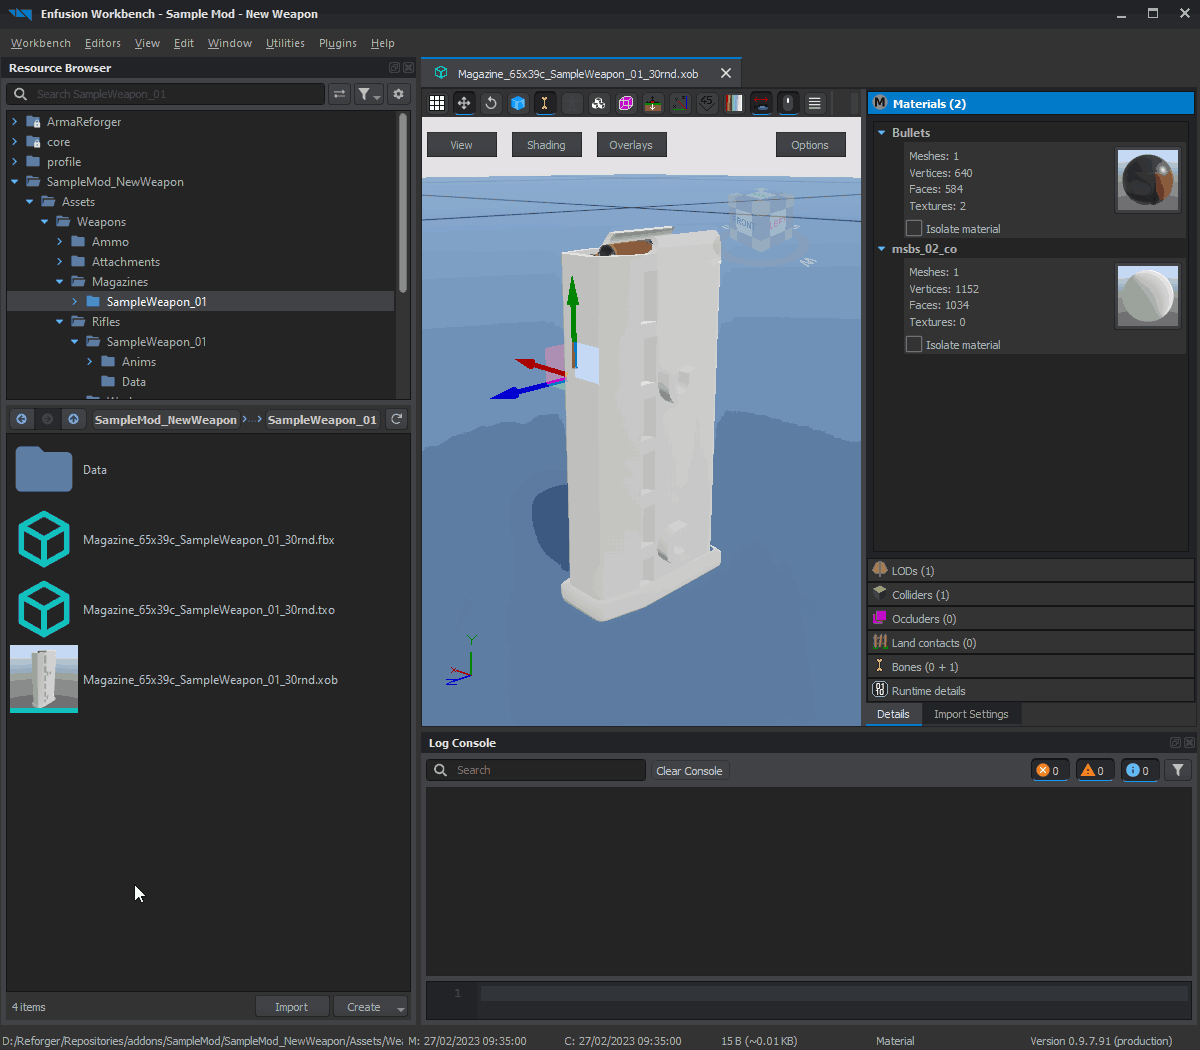 Enfusion Workbench - Sample Mod - New Weapon
Workbench Editors View Edit Window Utilities Plugins Help
Resource Browser
Search SampleWeapon_01
ArmaReforger
core
profile
SampleMod_NewWeapon
Assets
Weapons
Ammo
Attachments
Magazines
SampleWeapon_01
Rifles
SampleWeapon_01
Anims
Data
SampleMod_NewWeapon > ... > SampleWeapon_01
Data
Magazine_65x39c_SampleWeapon_01_30rnd.fbx
Magazine_65x39c_SampleWeapon_01_30rnd.txo
Magazine_65x39c_SampleWeapon_01_30rnd.xob
4 items
Import
Create
Magazine_65x39c_SampleWeapon_01_30rnd.xob
45
View
Shading
Overlays
Options
LEFT
Y
X
Z
Materials (2)
Bullets
Meshes: 1
Vertices: 640
Faces: 584
Textures: 2
Isolate material
msbs_02_co
Meshes: 1
Vertices: 1152
Faces: 1034
Textures: 0
Isolate material
LODs (1)
Colliders (1)
Occluders (0)
Land contacts (0)
Bones (0 + 1)
Runtime details
Details
Import Settings
Log Console
Search
Clear Console
0
0
0
1
D:/Reforger/Repositories/addons/SampleMod/SampleMod_NewWeapon/Assets/Wea
M: 27/02/2023 09:35:00
C: 27/02/2023 09:35:00
15 B (~0.01 KB)
Material
Version 0.9.7.91 (production)